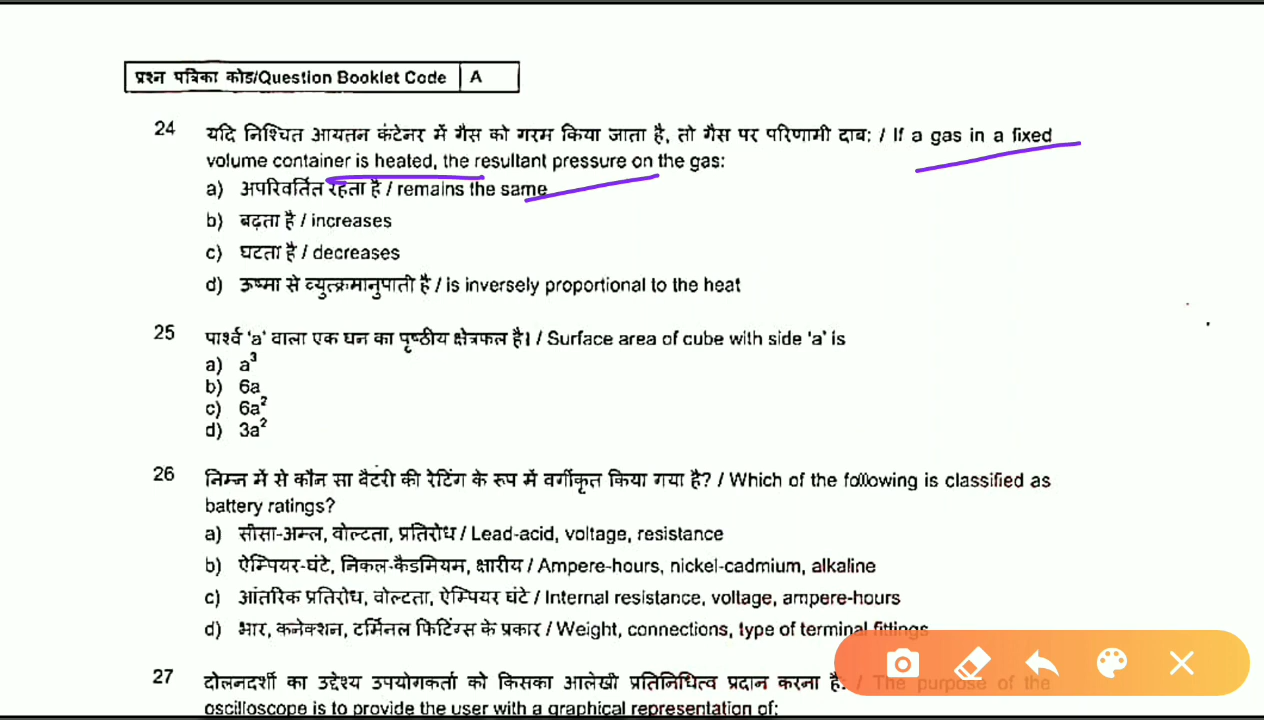 प्रश्न पत्रिका कोड/Question Booklet Code A
24 यदि निश्चित आयतन कंटेनर में गैस को गरम किया जाता है, तो गैस पर परिणामी दाब: / If a gas in a fixed
volume container is heated, the resultant pressure on the gas:
a) अपरिवर्तित रहता है / remains the same
b) बढ़ता है / increases
c) घटता है / decreases
d) ऊष्मा से व्युत्क्रमानुपाती है / is inversely proportional to the heat
25 पार्श्व 'a' वाला एक घन का पृष्ठीय क्षेत्रफल है। / Surface area of cube with side 'a' is
a) a³
b) 6a
c) 6a²
d) 3a²
26 निम्न में से कौन सा बैटरी की रेटिंग के रूप में वर्गीकृत किया गया है? / Which of the following is classified as
battery ratings?
a) सीसा-अम्ल, वोल्टता, प्रतिरोध / Lead-acid, voltage, resistance
b) ऐम्पियर-घंटे, निकल-कैडमियम, क्षारीय / Ampere-hours, nickel-cadmium, alkaline
c) आंतरिक प्रतिरोध, वोल्टता, ऐम्पियर घंटे / Internal resistance, voltage, ampere-hours
d) भार, कनेक्शन, टर्मिनल फिटिंग्स के प्रकार / Weight, connections, type of terminal fittings
27 दोलनदर्शी का उद्देश्य उपयोगकर्ता को किसका आलेखी प्रतिनिधित्व प्रदान करना है: / The purpose of the
oscilloscope is to provide the user with a graphical representation of: